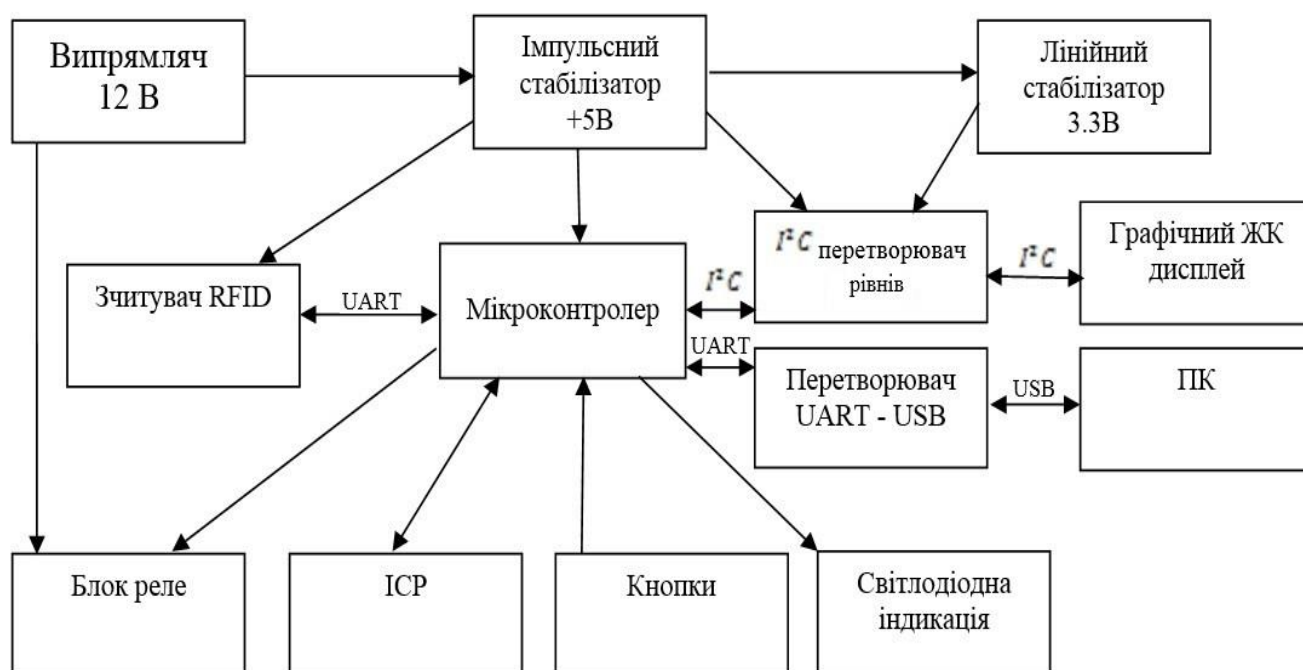 Випрямляч
12 В
Імпульсний
стабілізатор
+5В
Лінійний
стабілізатор
3.3В
Зчитувач RFID
UART
Мікроконтролер
I²C
UART
I²C перетворювач
рівнів
I²C
Графічний ЖК
дисплей
Перетворювач
UART - USB
USB
ПК
Блок реле
ICP
Кнопки
Світлодіодна
індикація